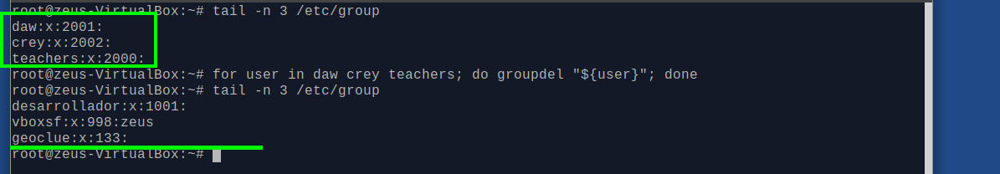 root@zeus-VirtualBox:~# tail -n 3 /etc/group
daw:x:2001:
crey:x:2002:
teachers:x:2000:
root@zeus-VirtualBox:~# for user in daw crey teachers; do groupdel "${user}"; done
root@zeus-VirtualBox:~# tail -n 3 /etc/group
desarrollador:x:1001:
vboxsf:x:998:zeus
geoclue:x:133:
root@zeus-VirtualBox:~#